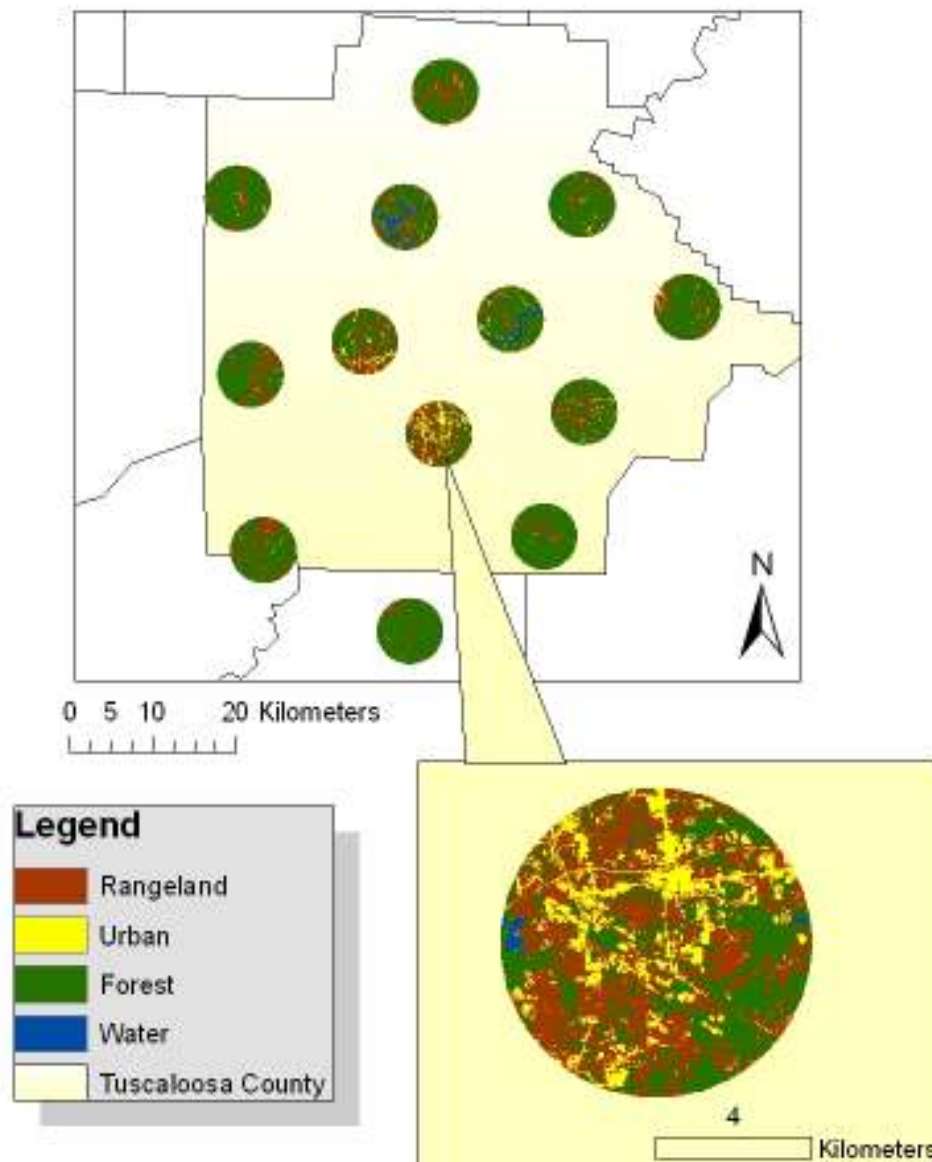 N
0 5 10 20 Kilometers
Legend
Rangeland
Urban
Forest
Water
Tuscaloosa County
4
Kilometers